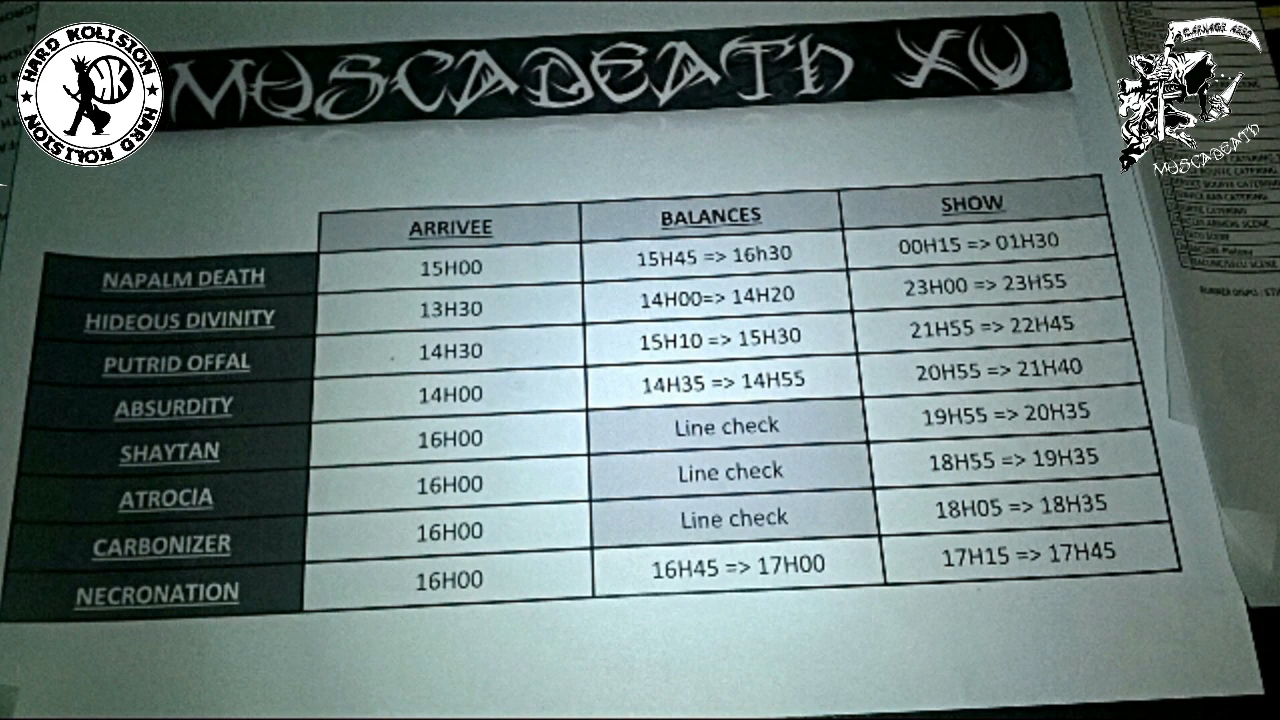 HARD KOLISION
HARD KOLISION
HK
MUSCADEATH XV
MUSCADEATH
ARRIVEE BALANCES SHOW
NAPALM DEATH 15H00 15H45 => 16h30 00H15 => 01H30
HIDEOUS DIVINITY 13H30 14H00=> 14H20 23H00 => 23H55
PUTRID OFFAL 14H30 15H10 => 15H30 21H55 => 22H45
ABSURDITY 14H00 14H35 => 14H55 20H55 => 21H40
SHAYTAN 16H00 Line check 19H55 => 20H35
ATROCIA 16H00 Line check 18H55 => 19H35
CARBONIZER 16H00 Line check 18H05 => 18H35
NECRONATION 16H00 16H45 => 17H00 17H15 => 17H45